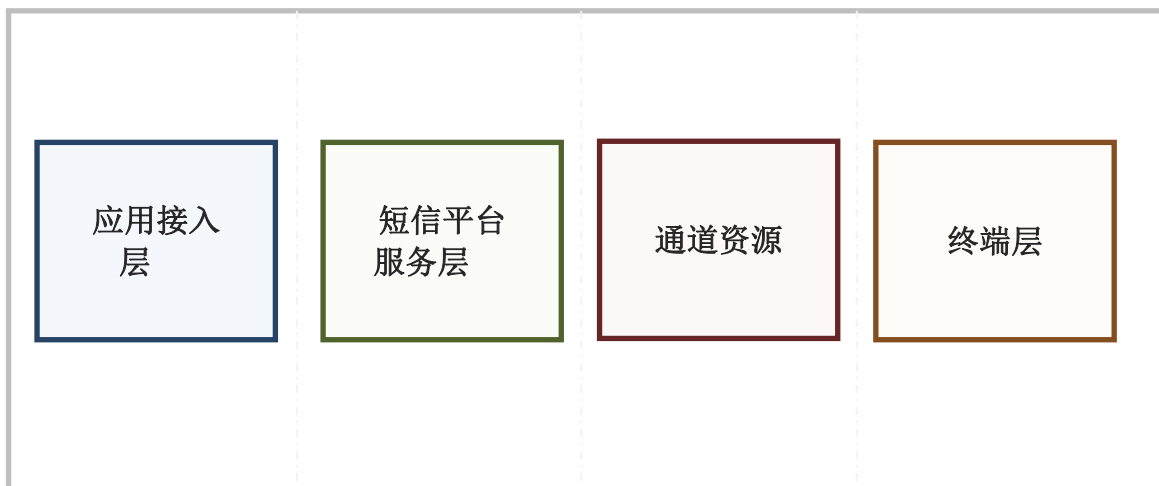 应用接入
层
短信平台
服务层
通道资源
终端层